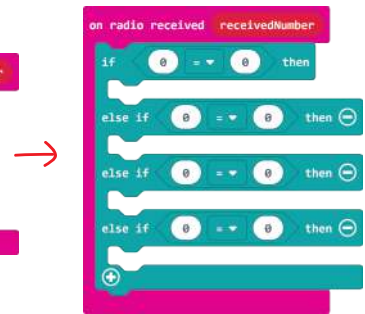 on radio received receivedNumber
if 0 = 0 then
else if 0 = 0 then
else if 0 = 0 then
else if 0 = 0 then